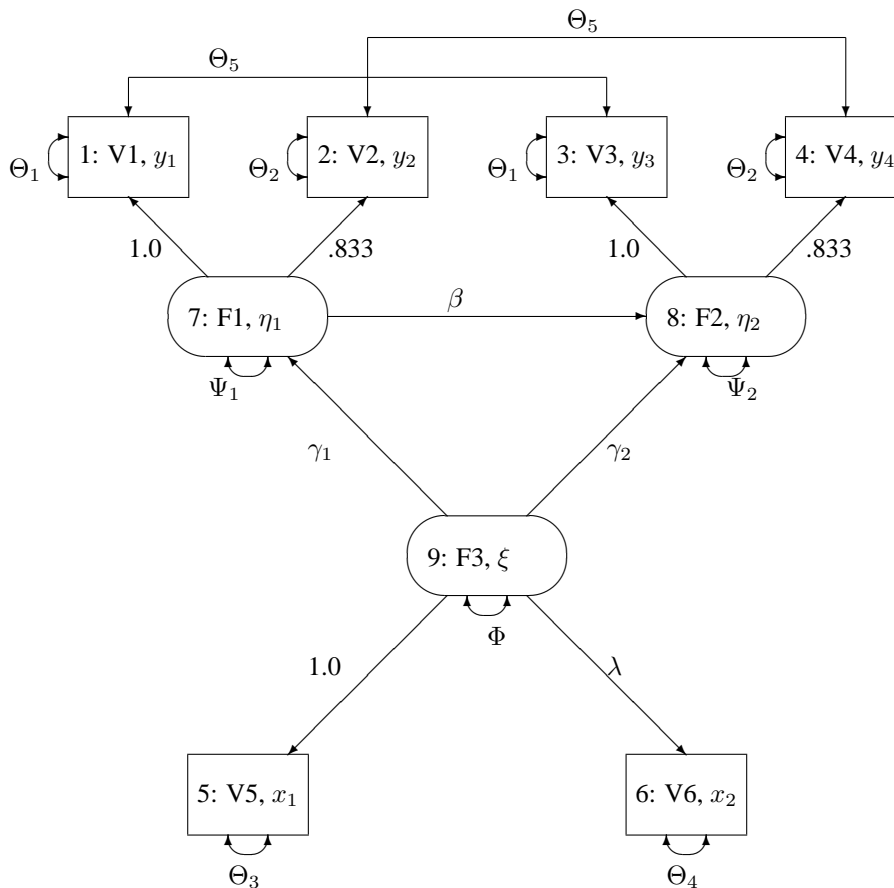 Θ₅
Θ₅
1: V1, y₁
2: V2, y₂
3: V3, y₃
4: V4, y₄
Θ₁
Θ₂
Θ₁
Θ₂
1.0
.833
1.0
.833
7: F1, η₁
β
8: F2, η₂
Ψ₁
Ψ₂
γ₁
γ₂
9: F3, ξ
Φ
1.0
λ
5: V5, x₁
6: V6, x₂
Θ₃
Θ₄